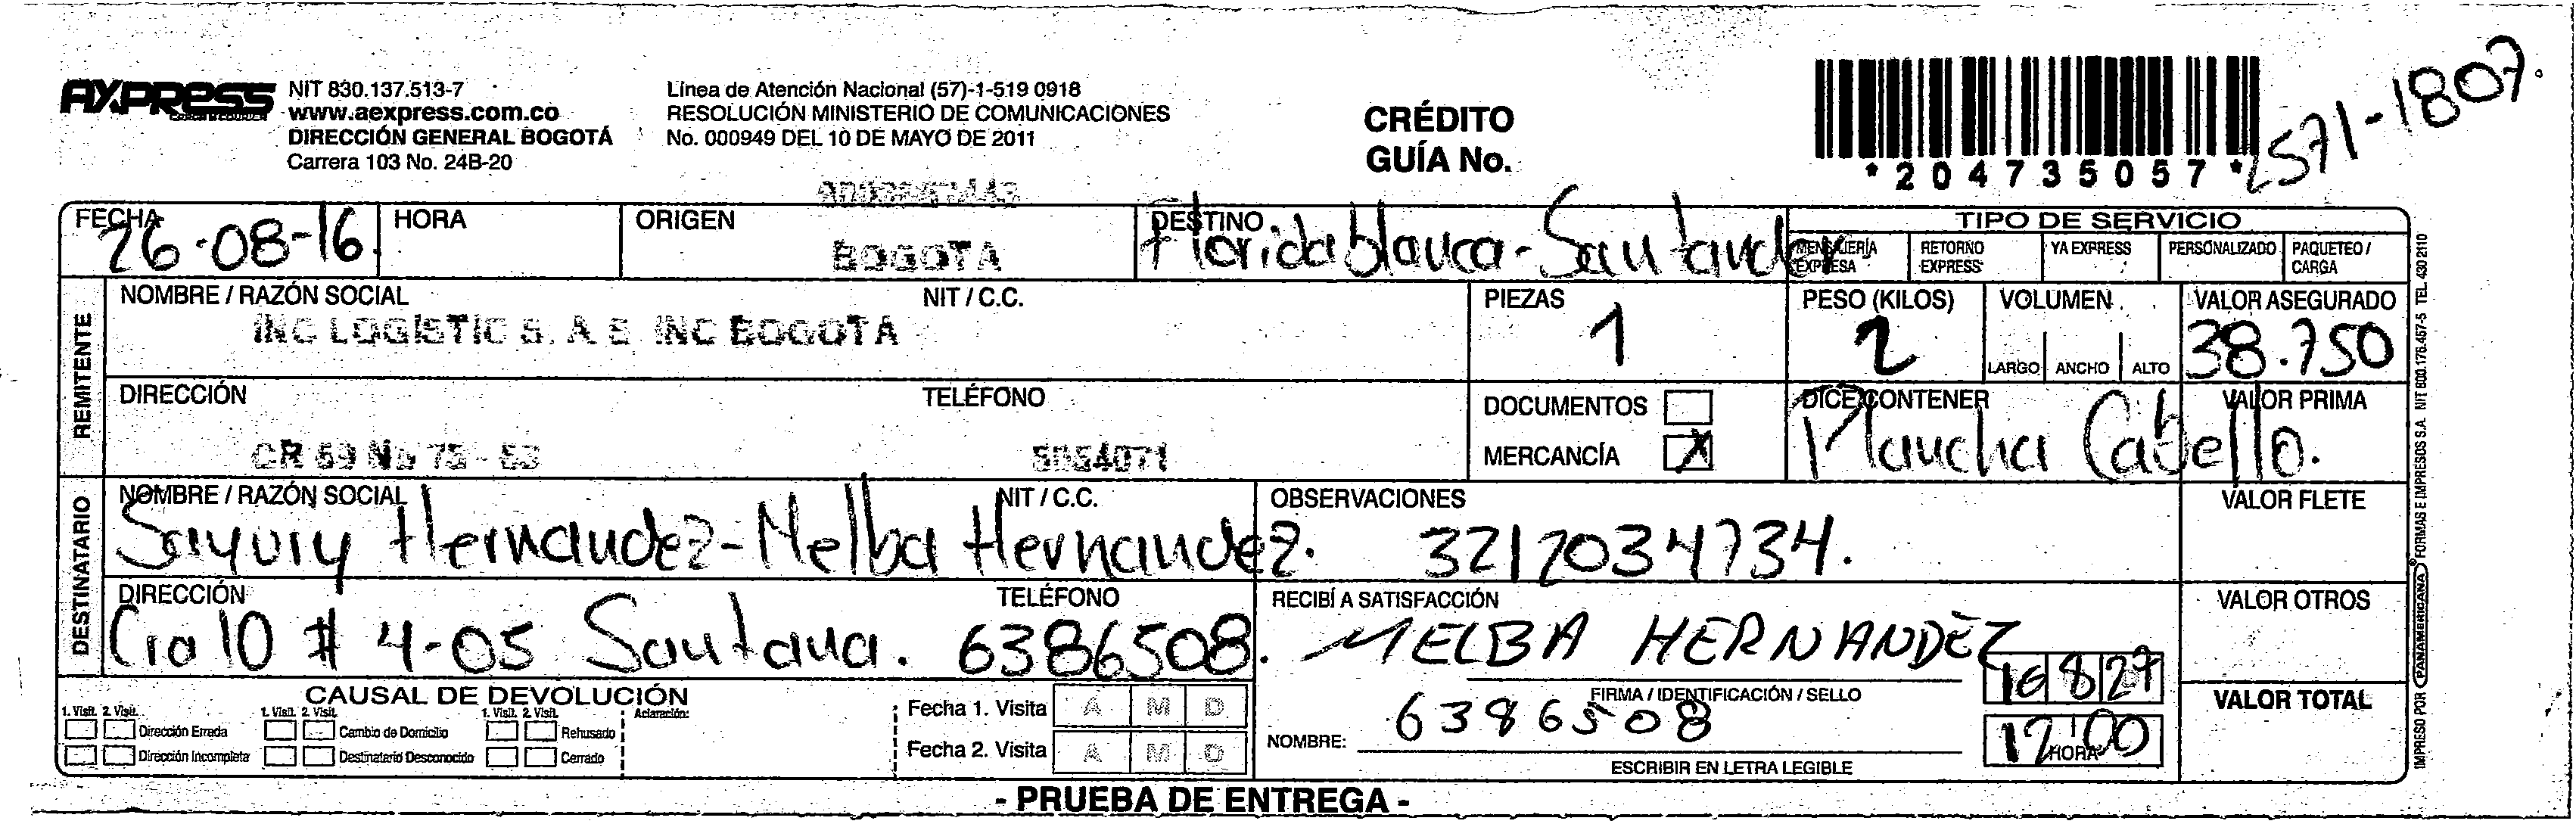 AXPRESS
NIT 830.137.513-7
www.aexpress.com.co
DIRECCIÓN GENERAL BOGOTÁ
Carrera 103 No. 24B-20
Línea de Atención Nacional (57)-1-519 0918
RESOLUCIÓN MINISTERIO DE COMUNICACIONES
No. 000949 DEL 10 DE MAYO DE 2011
CRÉDITO
GUÍA No.
*204735057*
2571-1807.
FECHA 26-08-16.
HORA
ORIGEN BOGOTA
DESTINO Floridablanca-Santander
TIPO DE SERVICIO
MENSAJERÍA EXPRESA
RETORNO EXPRESS
YA EXPRESS
PERSONALIZADO
PAQUETEO / CARGA
REMITENTE
NOMBRE / RAZÓN SOCIAL NIT / C.C.
INC LOGISTIC S. A S INC BOGOTA
PIEZAS 1
PESO (KILOS) 2
VOLUMEN
LARGO ANCHO ALTO
VALOR ASEGURADO 38.750
DIRECCIÓN TELÉFONO
CR 69 No 75 - 53
DOCUMENTOS
MERCANCÍA X
DICE CONTENER
Plancha Cabello.
VALOR PRIMA
DESTINATARIO
NOMBRE / RAZÓN SOCIAL NIT / C.C.
Sayury Hernandez-Melba Hernandez.
OBSERVACIONES
3212034734.
VALOR FLETE
DIRECCIÓN TELÉFONO
Cra 10 # 4-05 Santana. 6386508.
RECIBÍ A SATISFACCIÓN
MELBA HERNANDEZ
16 8 27
FIRMA / IDENTIFICACIÓN / SELLO
6386508
NOMBRE:
ESCRIBIR EN LETRA LEGIBLE
12:00
HORA
VALOR OTROS
VALOR TOTAL
CAUSAL DE DEVOLUCIÓN
1. Visit. 2. Visit. 1. Visit. 2. Visit. 1. Visit. 2. Visit. Aclaración:
Dirección Errada Cambio de Domicilio Rehusado
Dirección Incompleta Destinatario Desconocido Cerrado
Fecha 1. Visita A M D
Fecha 2. Visita A M D
- PRUEBA DE ENTREGA -
IMPRESO POR PANAMERICANA FORMAS E IMPRESOS S.A. NIT 800.176.457-5 TEL. 430 2110